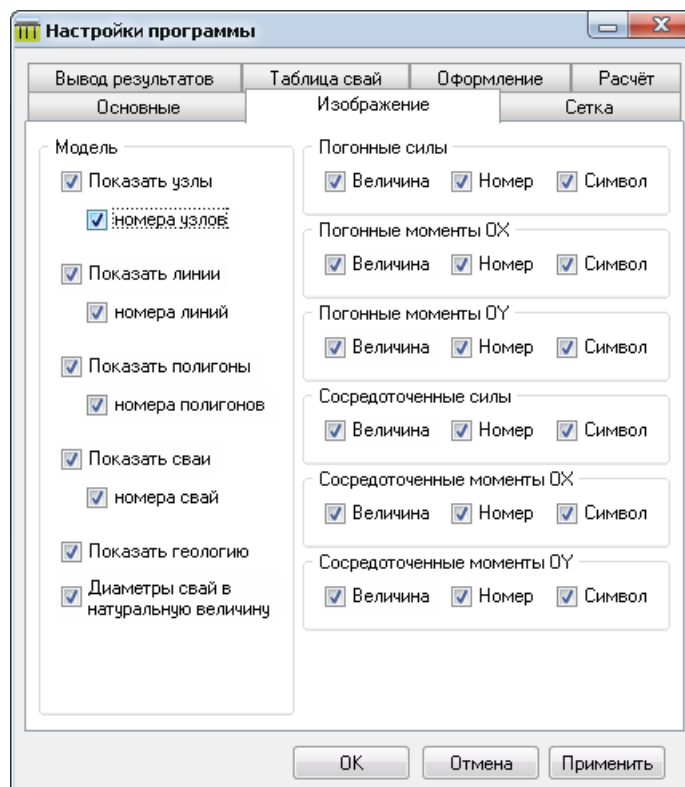 Настройки программы
Вывод результатов Таблица свай Оформление Расчёт
Основные Изображение Сетка
Модель
Показать узлы
номера узлов
Показать линии
номера линий
Показать полигоны
номера полигонов
Показать сваи
номера свай
Показать геологию
Диаметры свай в
натуральную величину
Погонные силы
Величина Номер Символ
Погонные моменты OX
Величина Номер Символ
Погонные моменты OY
Величина Номер Символ
Сосредоточенные силы
Величина Номер Символ
Сосредоточенные моменты OX
Величина Номер Символ
Сосредоточенные моменты OY
Величина Номер Символ
OK Отмена Применить